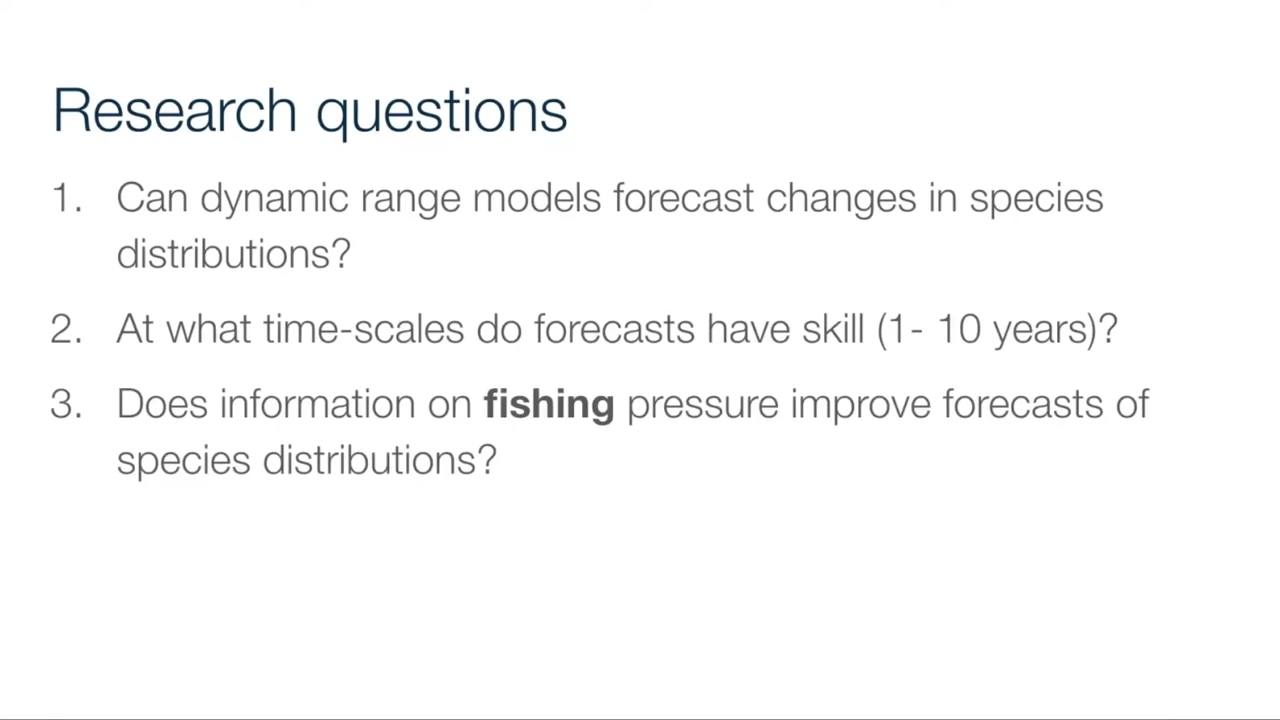 Research questions
1. Can dynamic range models forecast changes in species
distributions?
2. At what time-scales do forecasts have skill (1- 10 years)?
3. Does information on fishing pressure improve forecasts of
species distributions?